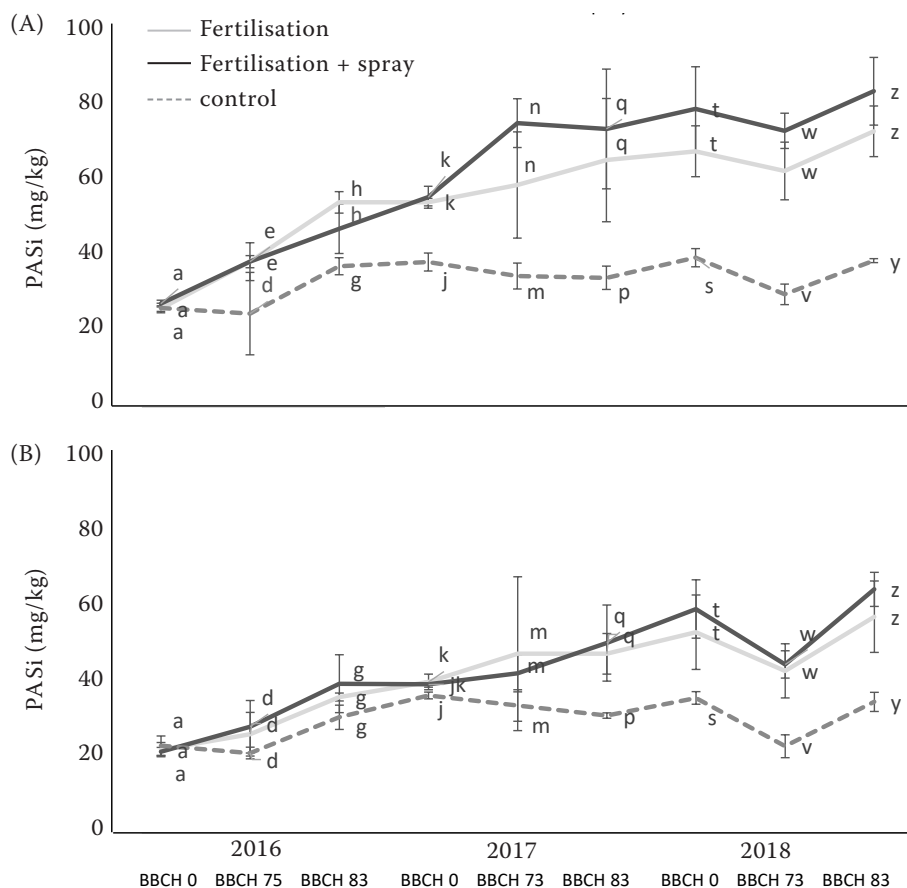 (A)
100
80
60
40
20
0
PASi (mg/kg)
Fertilisation
Fertilisation + spray
control
a
a
a
e
e
d
h
h
g
k
k
j
n
n
m
q
q
p
t
t
s
w
w
v
z
z
y
(B)
100
80
60
40
20
0
PASi (mg/kg)
a
a
a
d
d
d
g
g
g
k
jk
j
m
m
m
q
q
p
t
t
s
w
w
v
z
z
y
2016 2017 2018
BBCH 0 BBCH 75 BBCH 83 BBCH 0 BBCH 73 BBCH 83 BBCH 0 BBCH 73 BBCH 83